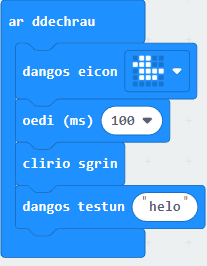 ar ddechrau
dangos eicon
oedi (ms) 100
clirio sgrin
dangos testun "helo"